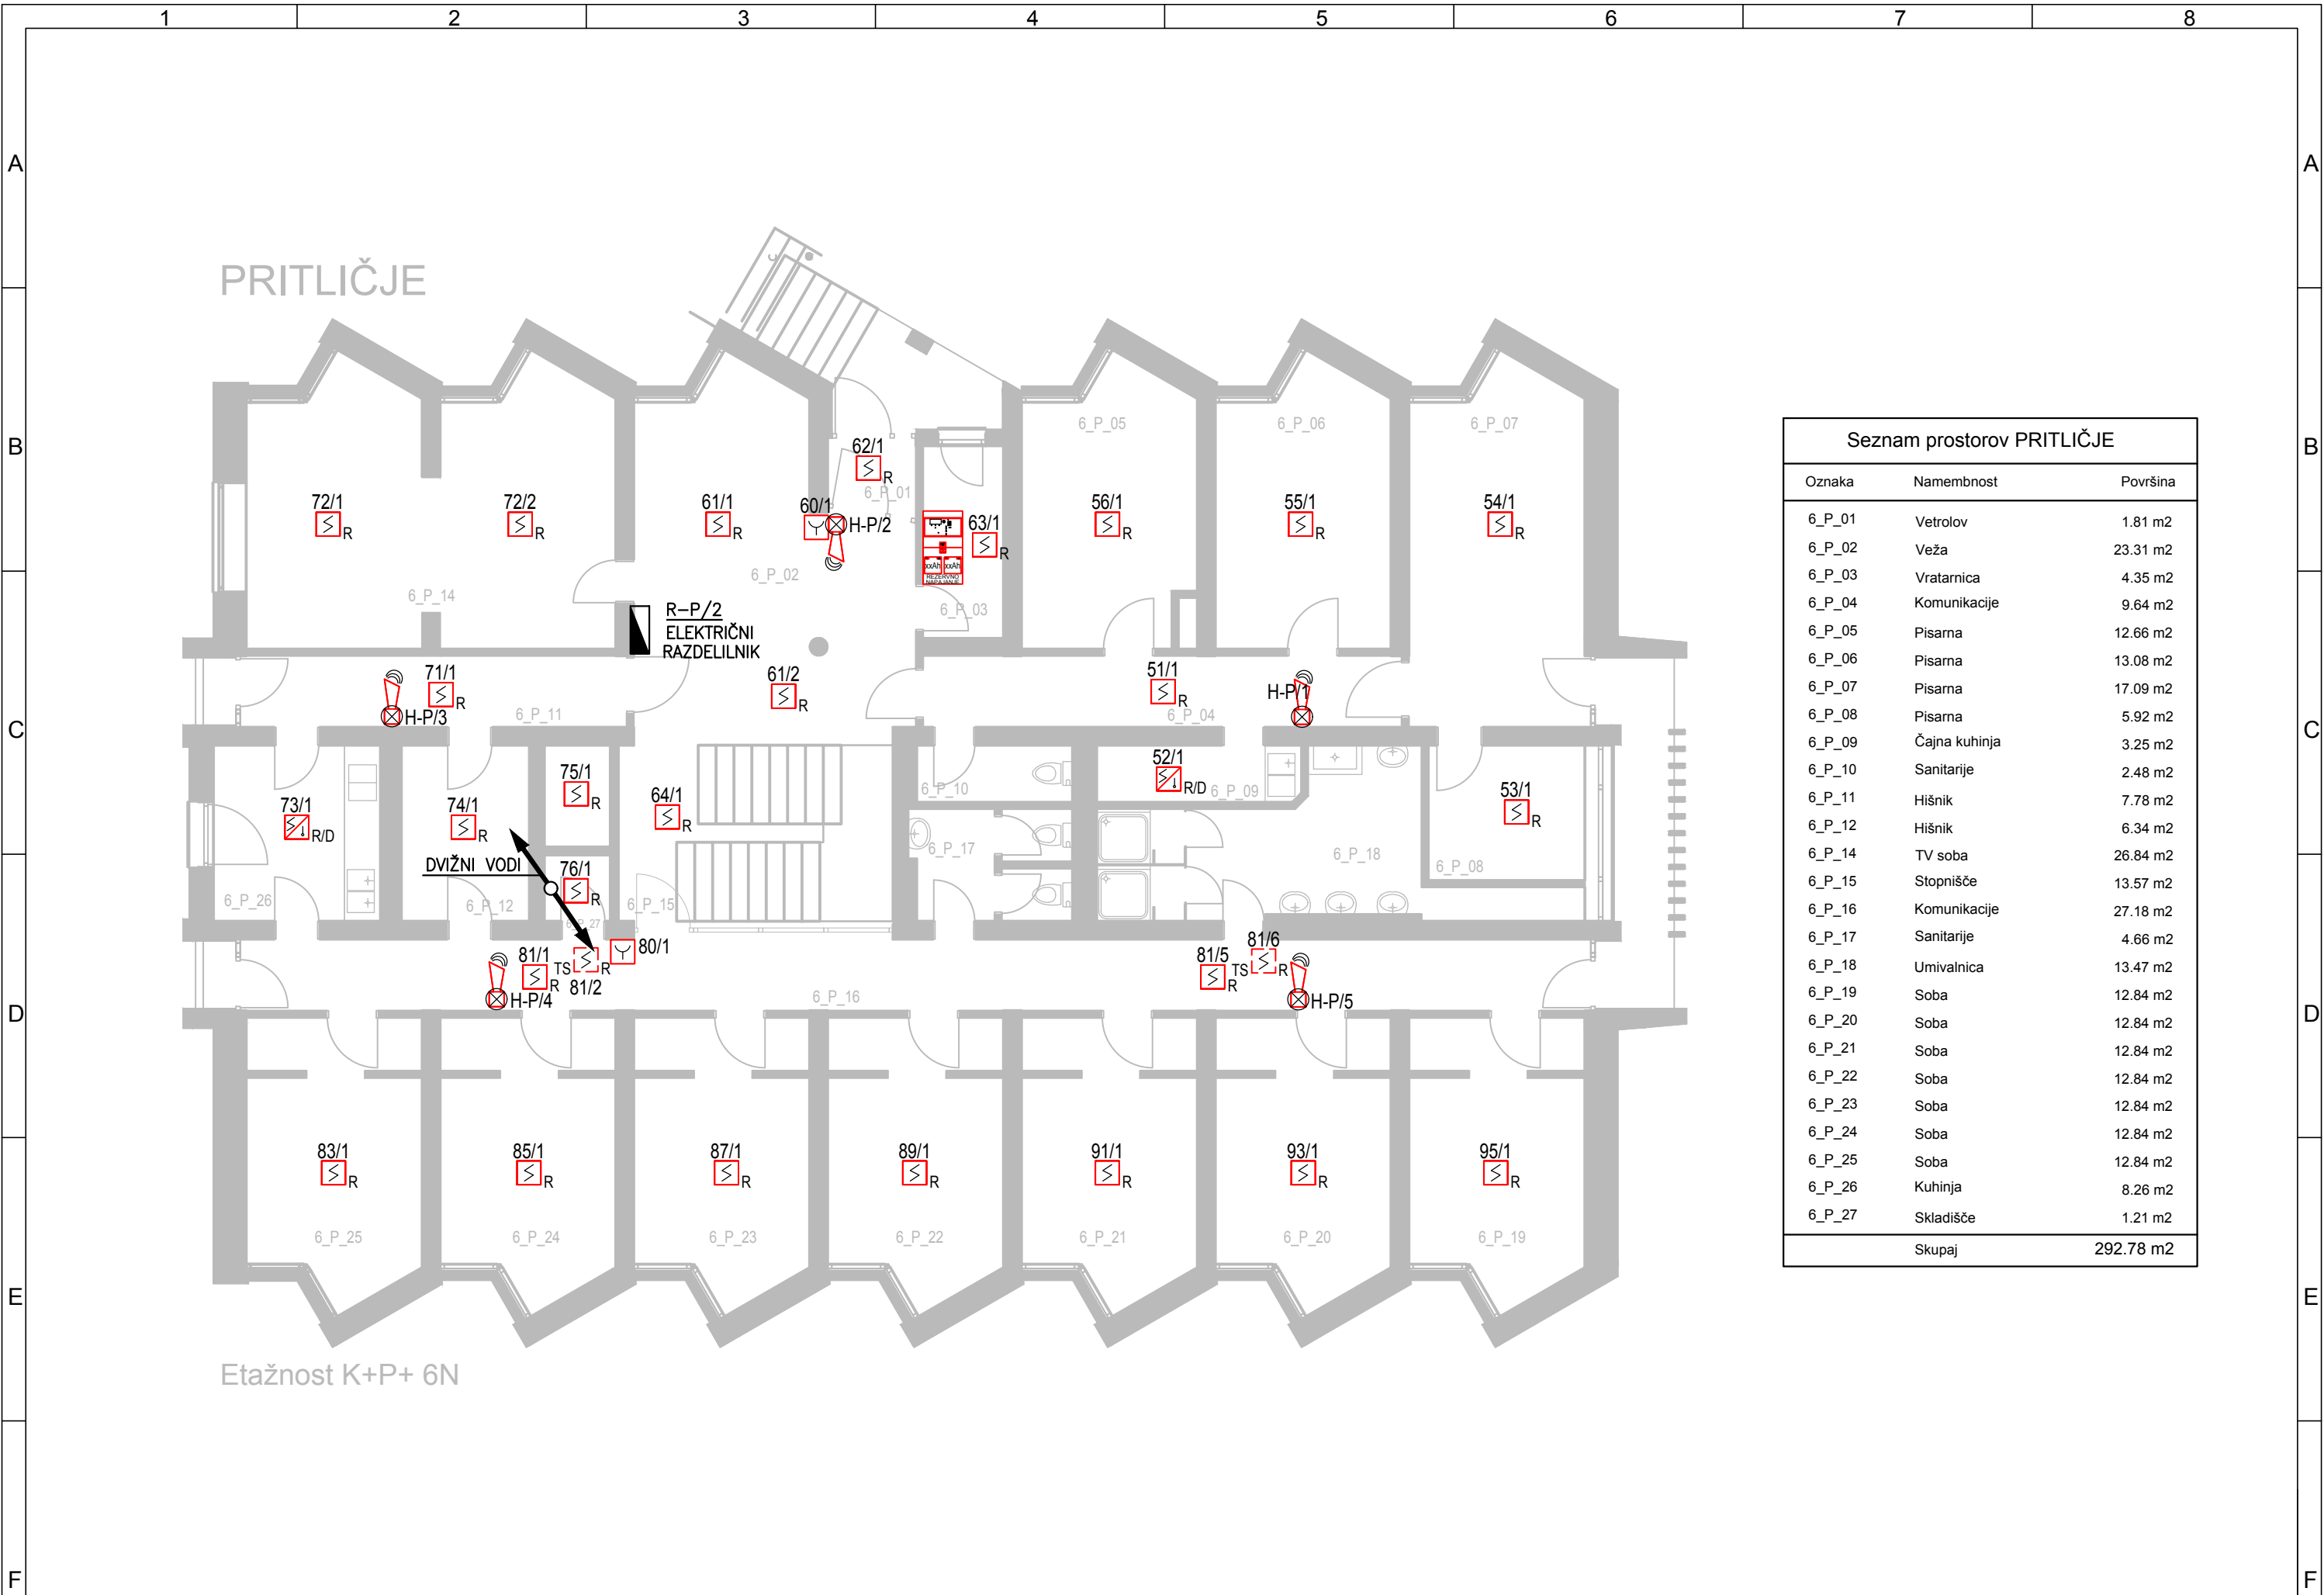 1 2 3 4 5 6 7 8
A A
PRITLIČJE
B B
6_P_05 6_P_06 6_P_07
62/1
R
6_P_01
72/1 72/2 61/1 60/1 56/1 55/1 54/1
R R R H-P/2 63/1 R R R
R
xxAh xxAh
REZERVNO
NAPAJANJE
6_P_02
6_P_14
6_P_03
R-P/2
ELEKTRIČNI
RAZDELILNIK
71/1 61/2 51/1
R R R
H-P/3 H-P/1
6_P_11 6_P_04
C C
75/1 52/1
R R/D
6_P_10 6_P_09
73/1 74/1 64/1 53/1
R/D R R R
6_P_17 6_P_18
DVIŽNI VODI 76/1 6_P_08
R
6_P_26 6_P_12 6_P_15
P_27
80/1
81/1 TS R 81/5 TS 81/6 R
R 81/2 R
H-P/4 6_P_16 H-P/5
D D
83/1 85/1 87/1 89/1 91/1 93/1 95/1
R R R R R R R
6_P_25 6_P_24 6_P_23 6_P_22 6_P_21 6_P_20 6_P_19
E E
Etažnost K+P+ 6N
F F
Seznam prostorov PRITLIČJE
Oznaka Namembnost Površina
6_P_01 Vetrolov 1.81 m2
6_P_02 Veža 23.31 m2
6_P_03 Vratarnica 4.35 m2
6_P_04 Komunikacije 9.64 m2
6_P_05 Pisarna 12.66 m2
6_P_06 Pisarna 13.08 m2
6_P_07 Pisarna 17.09 m2
6_P_08 Pisarna 5.92 m2
6_P_09 Čajna kuhinja 3.25 m2
6_P_10 Sanitarije 2.48 m2
6_P_11 Hišnik 7.78 m2
6_P_12 Hišnik 6.34 m2
6_P_14 TV soba 26.84 m2
6_P_15 Stopnišče 13.57 m2
6_P_16 Komunikacije 27.18 m2
6_P_17 Sanitarije 4.66 m2
6_P_18 Umivalnica 13.47 m2
6_P_19 Soba 12.84 m2
6_P_20 Soba 12.84 m2
6_P_21 Soba 12.84 m2
6_P_22 Soba 12.84 m2
6_P_23 Soba 12.84 m2
6_P_24 Soba 12.84 m2
6_P_25 Soba 12.84 m2
6_P_26 Kuhinja 8.26 m2
6_P_27 Skladišče 1.21 m2
Skupaj 292.78 m2